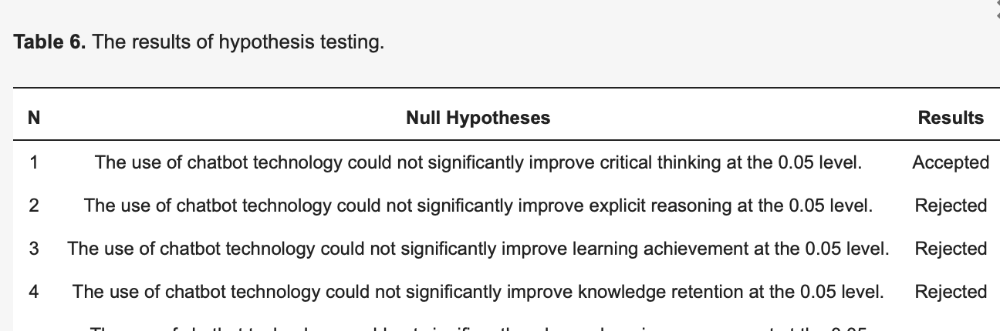 Table 6. The results of hypothesis testing.
N Null Hypotheses Results
1 The use of chatbot technology could not significantly improve critical thinking at the 0.05 level. Accepted
2 The use of chatbot technology could not significantly improve explicit reasoning at the 0.05 level. Rejected
3 The use of chatbot technology could not significantly improve learning achievement at the 0.05 level. Rejected
4 The use of chatbot technology could not significantly improve knowledge retention at the 0.05 level. Rejected